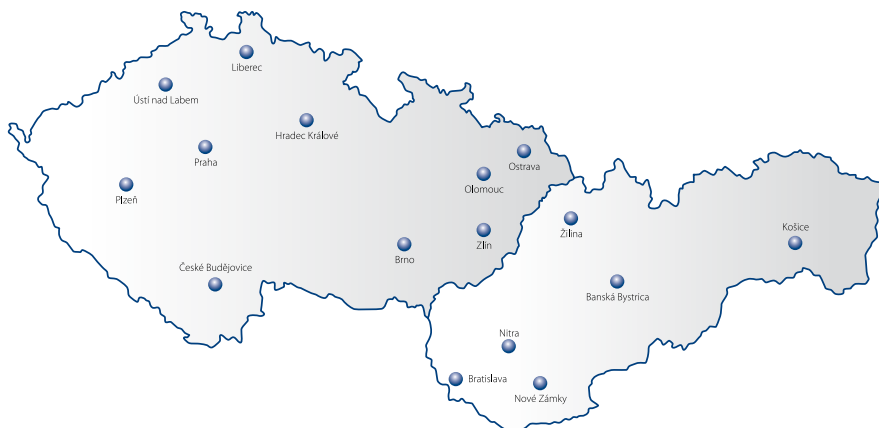 Liberec
Ústí nad Labem
Hradec Králové
Praha
Ostrava
Olomouc
Plzeň
Žilina
Zlín
Košice
Brno
České Budějovice
Banská Bystrica
Nitra
Bratislava
Nové Zámky